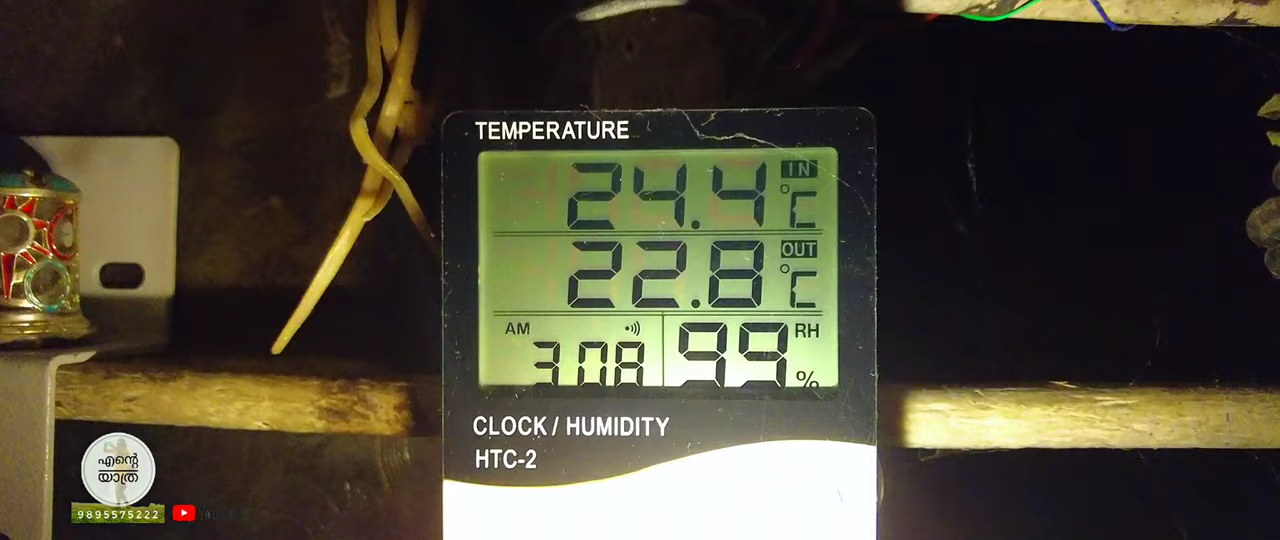 TEMPERATURE
24.4 °C IN
22.8 °C OUT
AM 3 08 99 RH %
CLOCK / HUMIDITY
HTC-2
എന്റെ
യാത്ര
9895575222